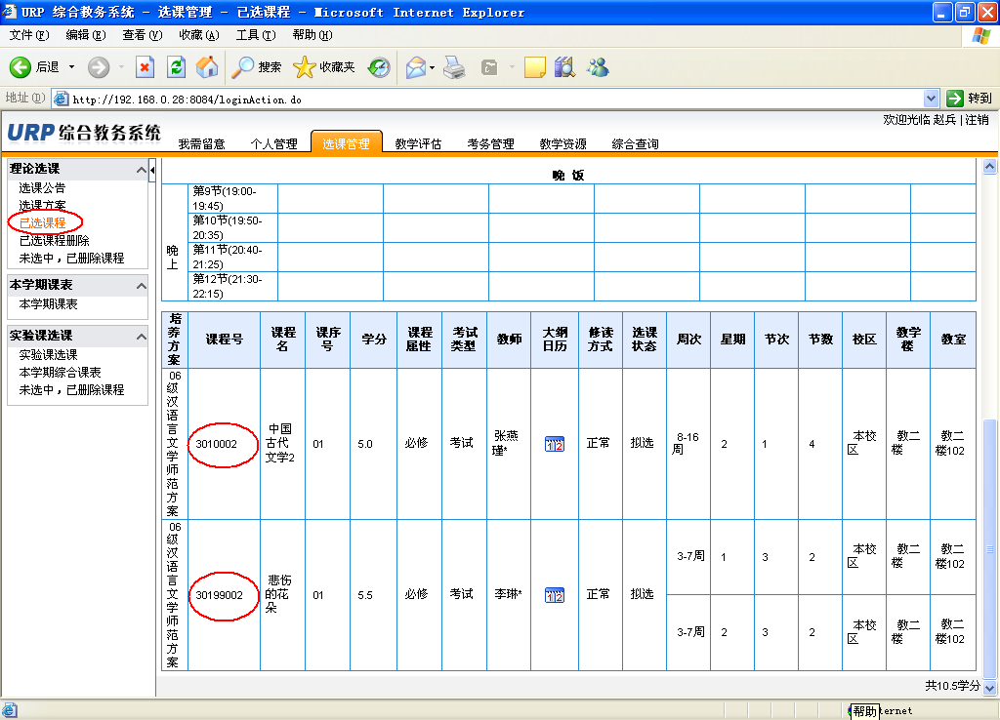 URP 综合教务系统 - 选课管理 - 已选课程 - Microsoft Internet Explorer
文件(F) 编辑(E) 查看(V) 收藏(A) 工具(T) 帮助(H)
后退 搜索 收藏夹
地址(D) http://192.168.0.28:8084/loginAction.do 转到
欢迎光临 赵兵 | 注销
URP 综合教务系统
我需留意 个人管理 选课管理 教学评估 考务管理 教学资源 综合查询
理论选课
选课公告
选课方案
已选课程
已选课程删除
未选中，已删除课程
本学期课表
本学期课表
实验课选课
实验课选课
本学期综合课表
未选中，已删除课程
晚 饭
晚上
第9节(19:00-
19:45)
第10节(19:50-
20:35)
第11节(20:40-
21:25)
第12节(21:30-
22:15)
培养方案 课程号 课程名 课序号 学分 课程属性 考试类型 教师 大纲日历 修读方式 选课状态 周次 星期 节次 节数 校区 教学楼 教室
06级汉语言文学师范方案 3010002 中国古代文学2 01 5.0 必修 考试 张燕瑾* 正常 拟选 8-16周 2 1 4 本校区 教二楼 教二楼102
06级汉语言文学师范方案 30199002 悲伤的花朵 01 5.5 必修 考试 李琳* 正常 拟选 3-7周 1 3 2 本校区 教二楼 教二楼102
3-7周 2 3 2 本校区 教二楼 教二楼102
共10.5学分
帮助 ternet